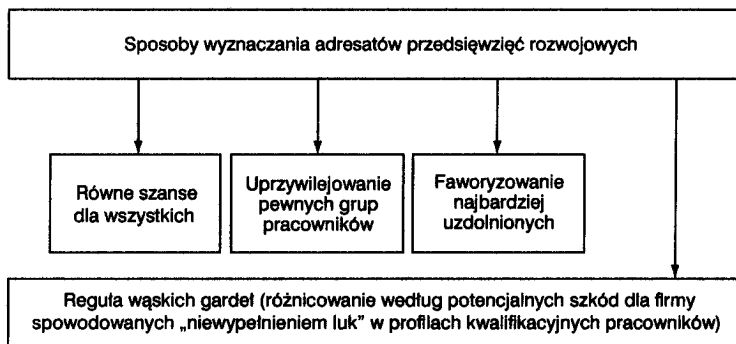 Sposoby wyznaczania adresatów przedsięwzięć rozwojowych
Równe szanse
dla wszystkich
Uprzywilejowanie
pewnych grup
pracowników
Faworyzowanie
najbardziej
uzdolnionych
Reguła wąskich gardeł (różnicowanie według potencjalnych szkód dla firmy
spowodowanych „niewypełnieniem luk” w profilach kwalifikacyjnych pracowników)